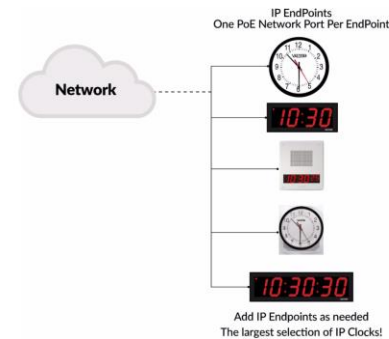 IP EndPoints
One PoE Network Port Per EndPoint
Network
10:30
10:30:30
Add IP Endpoints as needed
The largest selection of IP Clocks!